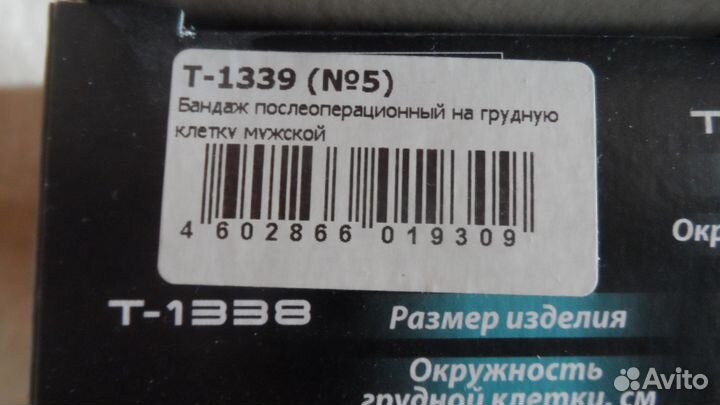 T-1339 (№5)
Бандаж послеоперационный на грудную
клетку мужской
4 602866 019309
T
Окр
T-1338
Размер изделия
Окружность
грудной клетки, см
Avito